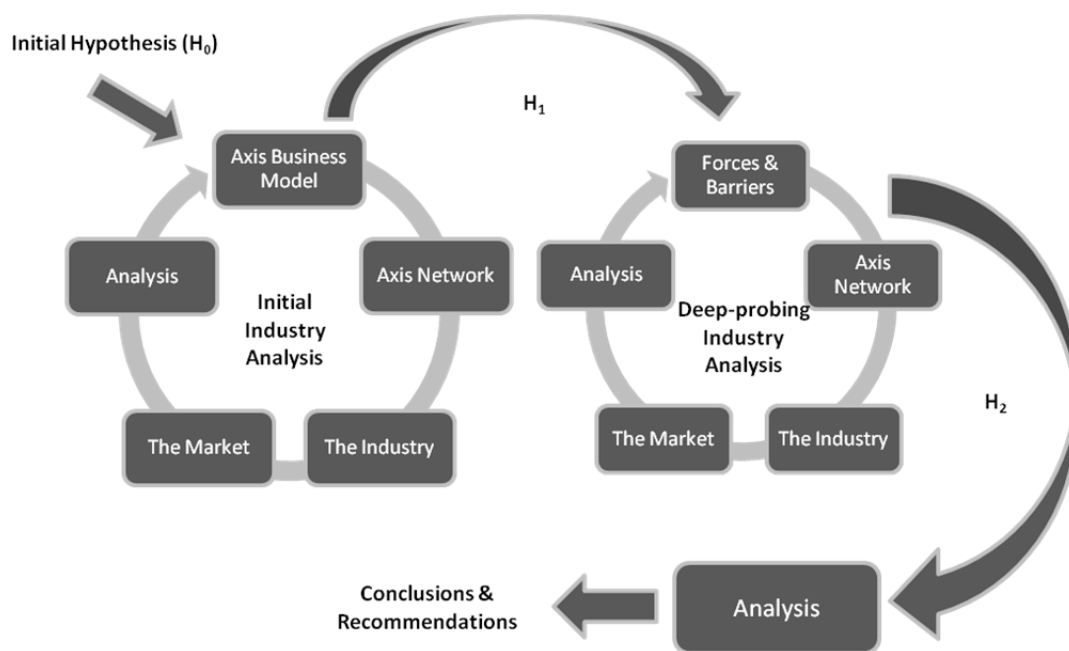 Initial Hypothesis (H₀)
H₁
Axis Business
Model
Axis Network
The Industry
The Market
Analysis
Initial
Industry
Analysis
Forces &
Barriers
Axis
Network
The Industry
The Market
Analysis
Deep-probing
Industry
Analysis
H₂
Analysis
Conclusions &
Recommendations